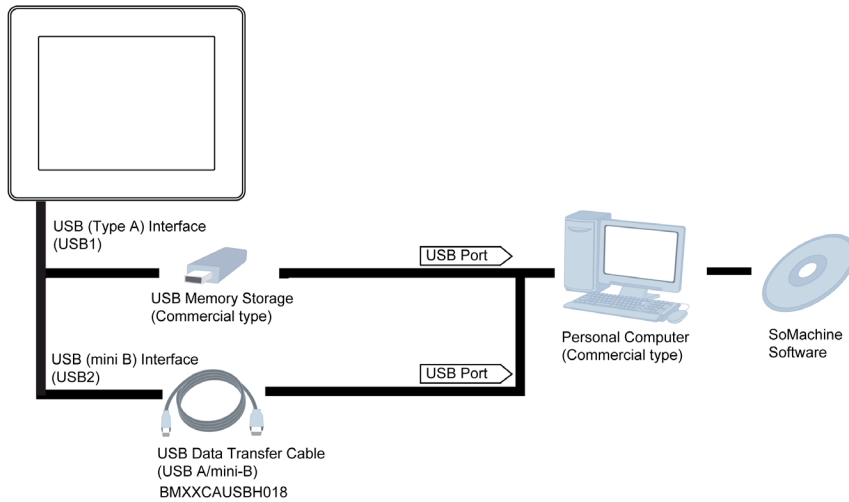 USB (Type A) Interface
(USB1)
USB Port
USB Memory Storage
(Commercial type)
Personal Computer
(Commercial type)
SoMachine
Software
USB (mini B) Interface
(USB2)
USB Port
USB Data Transfer Cable
(USB A/mini-B)
BMXXCAUSBH018